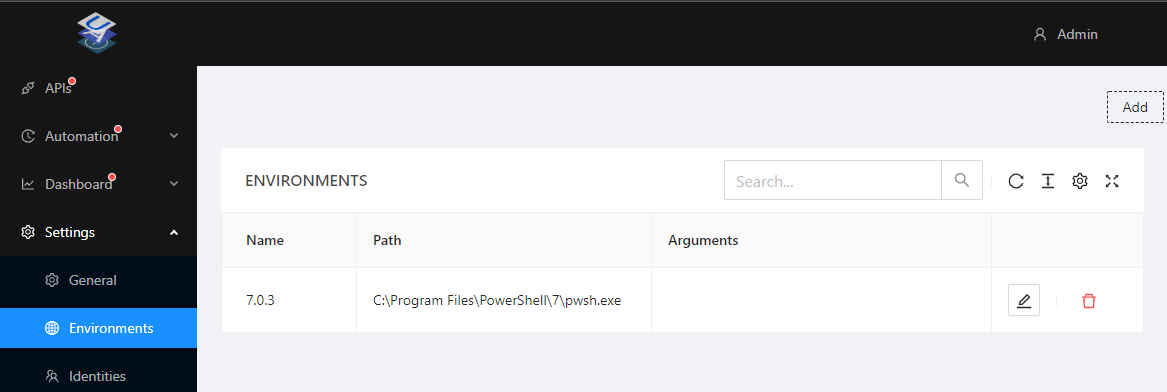 Admin
APIs
Automation
Dashboard
Settings
General
Environments
Identities
Add
ENVIRONMENTS
Search...
Name Path Arguments
7.0.3 C:\Program Files\PowerShell\7\pwsh.exe